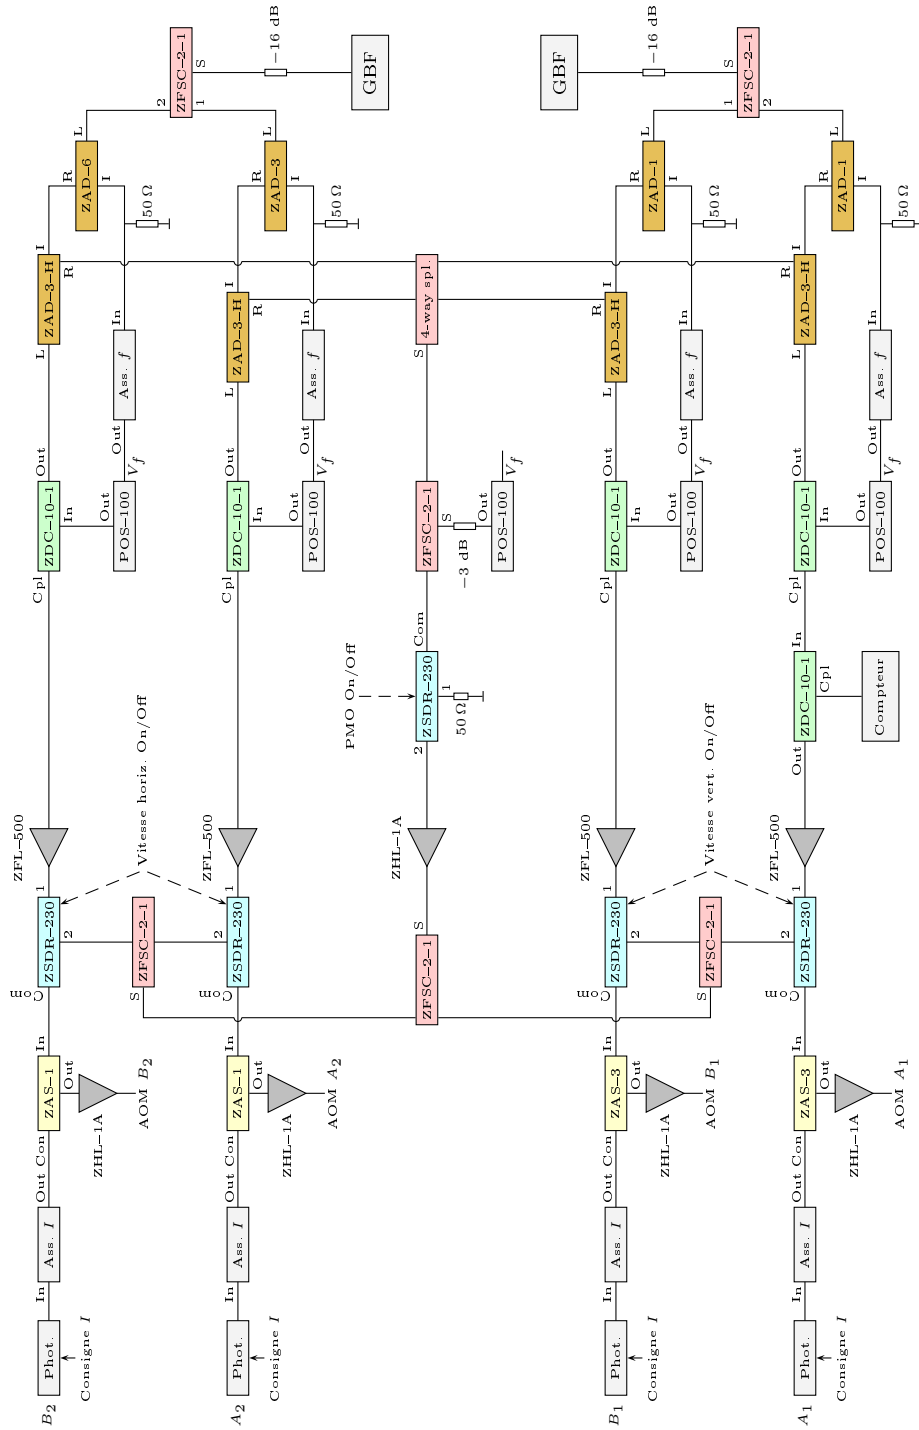 B₂
Phot.
Consigne I
In
Ass. I
Out
Con
ZAS–1
In
Out
ZHL–1A
AOM B₂
Com
ZSDR–230
1
2
ZFL–500
Cpl
ZDC–10–1
In
Out
L
ZAD–3–H
I
R
Out
POS–100
V_f
Out
Ass. f
In
50 Ω
R
ZAD–6
I
L
2
ZFSC–2–1
1
S
−16 dB
GBF
S
ZFSC–2–1
Vitesse horiz. On/Off
A₂
Phot.
Consigne I
In
Ass. I
Out
Con
ZAS–1
In
Out
ZHL–1A
AOM A₂
Com
ZSDR–230
1
2
ZFL–500
Cpl
ZDC–10–1
In
Out
L
ZAD–3–H
I
R
Out
POS–100
V_f
Out
Ass. f
In
50 Ω
R
ZAD–3
I
L
ZFSC–2–1
S
ZHL–1A
2
ZSDR–230
1
50 Ω
Com
PMO On/Off
ZFSC–2–1
S
−3 dB
Out
POS–100
V_f
S
4–way spl.
B₁
Phot.
Consigne I
In
Ass. I
Out
Con
ZAS–3
In
Out
ZHL–1A
AOM B₁
Com
ZSDR–230
1
2
ZFL–500
Cpl
ZDC–10–1
In
Out
L
ZAD–3–H
I
R
Out
POS–100
V_f
Out
Ass. f
In
50 Ω
R
ZAD–1
I
L
1
ZFSC–2–1
2
S
−16 dB
GBF
S
ZFSC–2–1
Vitesse vert. On/Off
A₁
Phot.
Consigne I
In
Ass. I
Out
Con
ZAS–3
In
Out
ZHL–1A
AOM A₁
Com
ZSDR–230
1
2
ZFL–500
Out
ZDC–10–1
Cpl
In
Compteur
Cpl
ZDC–10–1
In
Out
L
ZAD–3–H
I
R
Out
POS–100
V_f
Out
Ass. f
In
50 Ω
R
ZAD–1
I
L